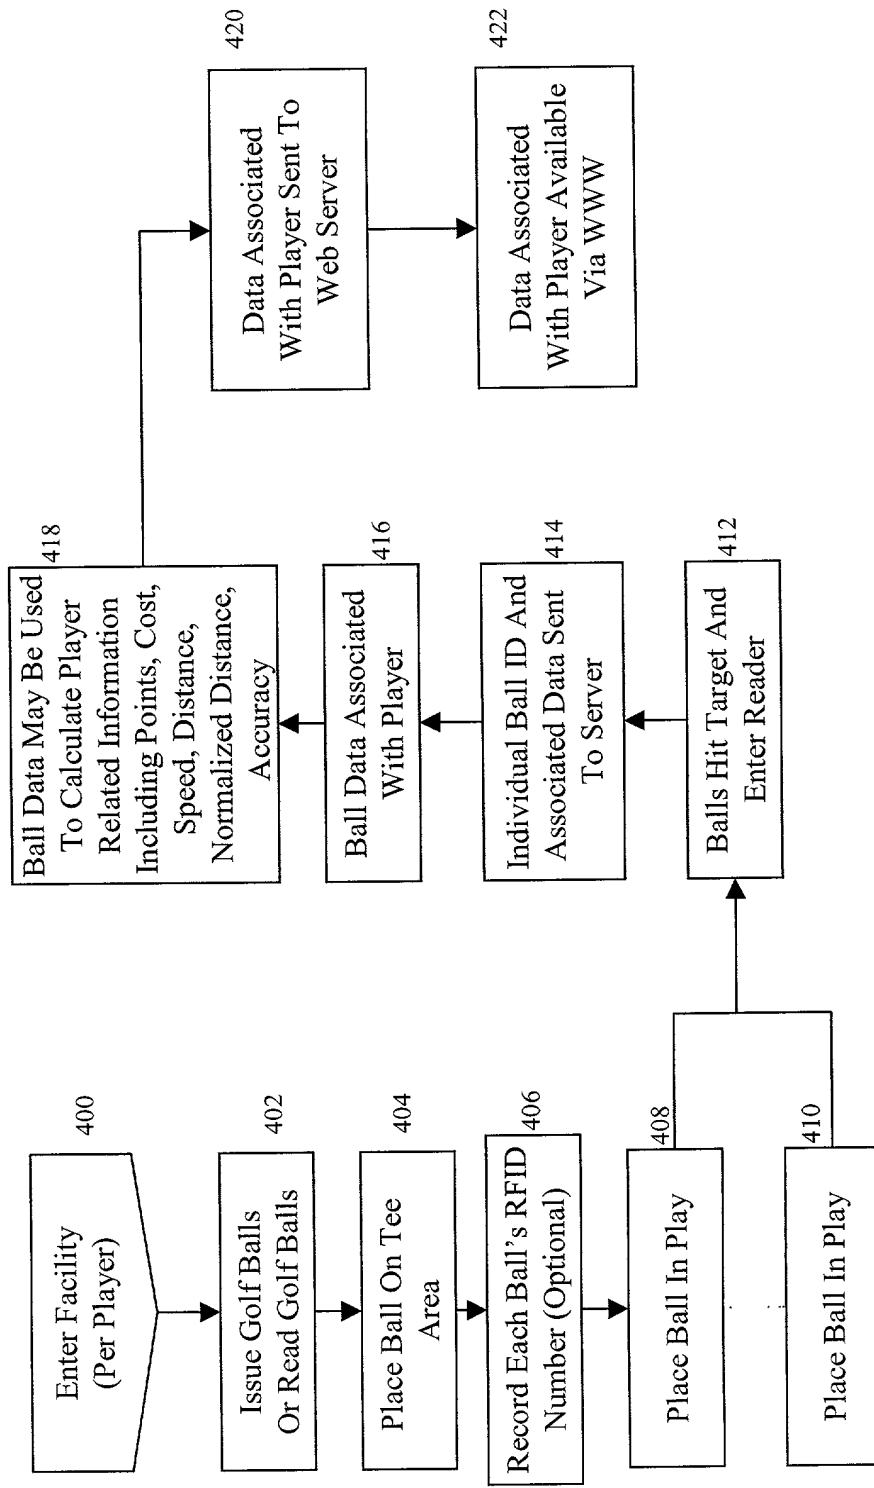 400
Enter Facility
(Per Player)
402
Issue Golf Balls
Or Read Golf Balls
404
Place Ball On Tee
Area
406
Record Each Ball's RFID
Number (Optional)
408
Place Ball In Play
410
Place Ball In Play
412
Balls Hit Target And
Enter Reader
414
Individual Ball ID And
Associated Data Sent
To Server
416
Ball Data Associated
With Player
418
Ball Data May Be Used
To Calculate Player
Related Information
Including Points, Cost,
Speed, Distance,
Normalized Distance,
Accuracy
420
Data Associated
With Player Sent To
Web Server
422
Data Associated
With Player Available
Via WWW